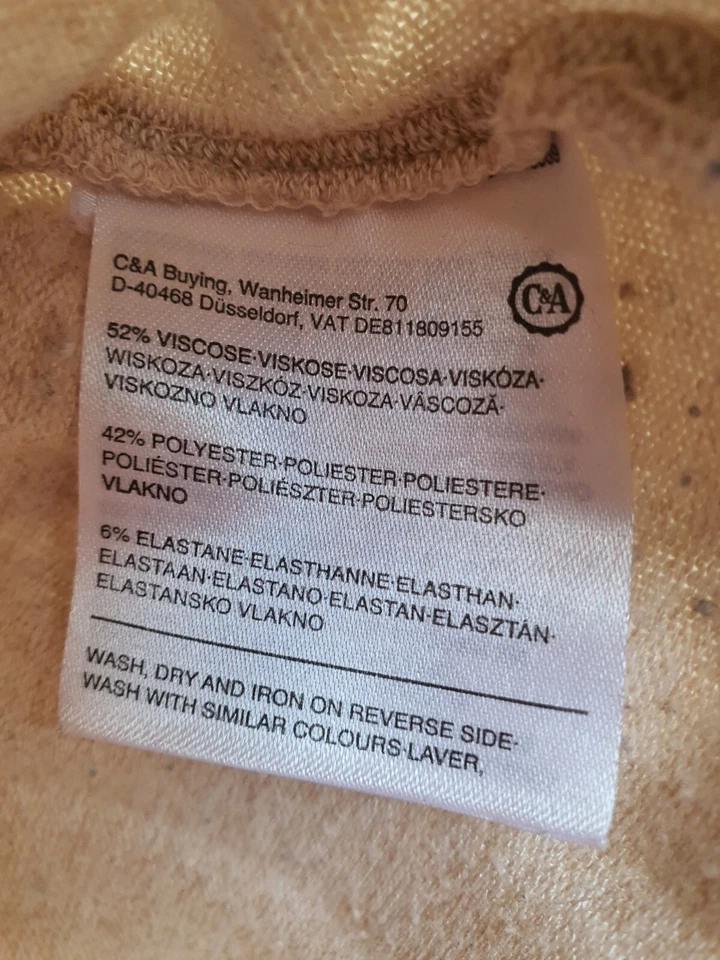 C&A Buying, Wanheimer Str. 70
D-40468 Düsseldorf, VAT DE811809155
C&A
52% VISCOSE·VISKOSE·VISCOSA·VISKÓZA·
WISKOZA·VISZKÓZ·VISKOZA·VÂSCOZĂ·
VISKOZNO VLAKNO
42% POLYESTER·POLIESTER·POLIESTERE·
POLIÉSTER·POLIÉSZTER·POLIESTERSKO
VLAKNO
6% ELASTANE·ELASTHANNE·ELASTHAN·
ELASTAAN·ELASTANO·ELASTAN·ELASZTÁN·
ELASTANSKO VLAKNO
WASH, DRY AND IRON ON REVERSE SIDE·
WASH WITH SIMILAR COLOURS·LAVER,